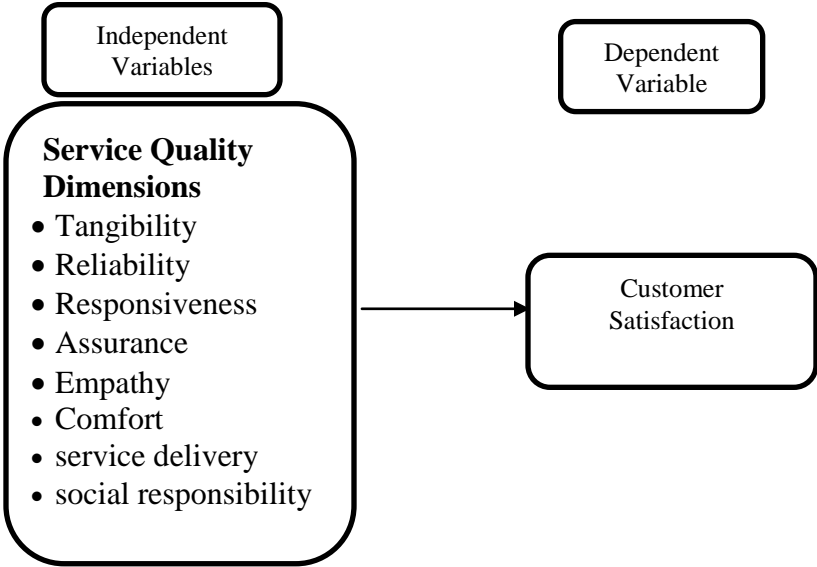 Independent
Variables
Dependent
Variable
Service Quality
Dimensions
• Tangibility
• Reliability
• Responsiveness
• Assurance
• Empathy
• Comfort
• service delivery
• social responsibility
Customer
Satisfaction